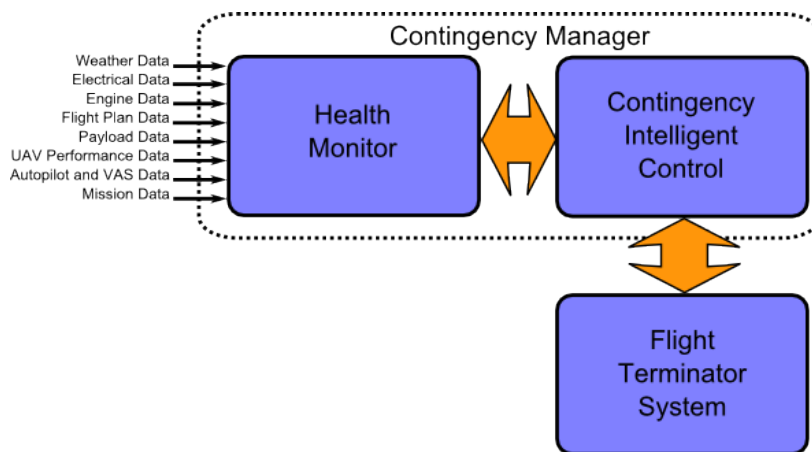 Contingency Manager
Weather Data
Electrical Data
Engine Data
Flight Plan Data
Payload Data
UAV Performance Data
Autopilot and VAS Data
Mission Data
Health
Monitor
Contingency
Intelligent
Control
Flight
Terminator
System